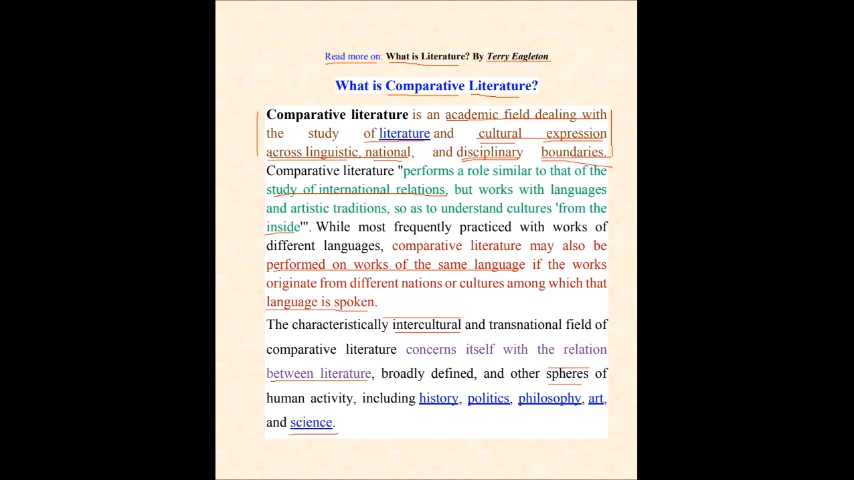 Read more on: What is Literature? By Terry Eagleton
What is Comparative Literature?
Comparative literature is an academic field dealing with
the study of literature and cultural expression
across linguistic, national, and disciplinary boundaries.
Comparative literature "performs a role similar to that of the
study of international relations, but works with languages
and artistic traditions, so as to understand cultures 'from the
inside'". While most frequently practiced with works of
different languages, comparative literature may also be
performed on works of the same language if the works
originate from different nations or cultures among which that
language is spoken.
The characteristically intercultural and transnational field of
comparative literature concerns itself with the relation
between literature, broadly defined, and other spheres of
human activity, including history, politics, philosophy, art,
and science.